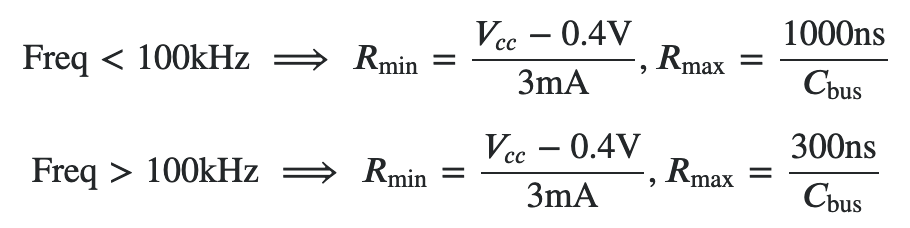 Freq < 100kHz ⟹ R_min = (V_cc − 0.4V)/(3mA), R_max = (1000ns)/(C_bus)
Freq > 100kHz ⟹ R_min = (V_cc − 0.4V)/(3mA), R_max = (300ns)/(C_bus)